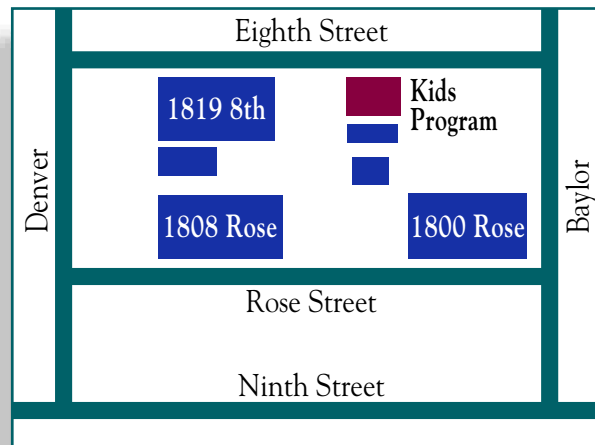 Eighth Street
1819 8th
Kids
Program
Denver
Baylor
1808 Rose
1800 Rose
Rose Street
Ninth Street